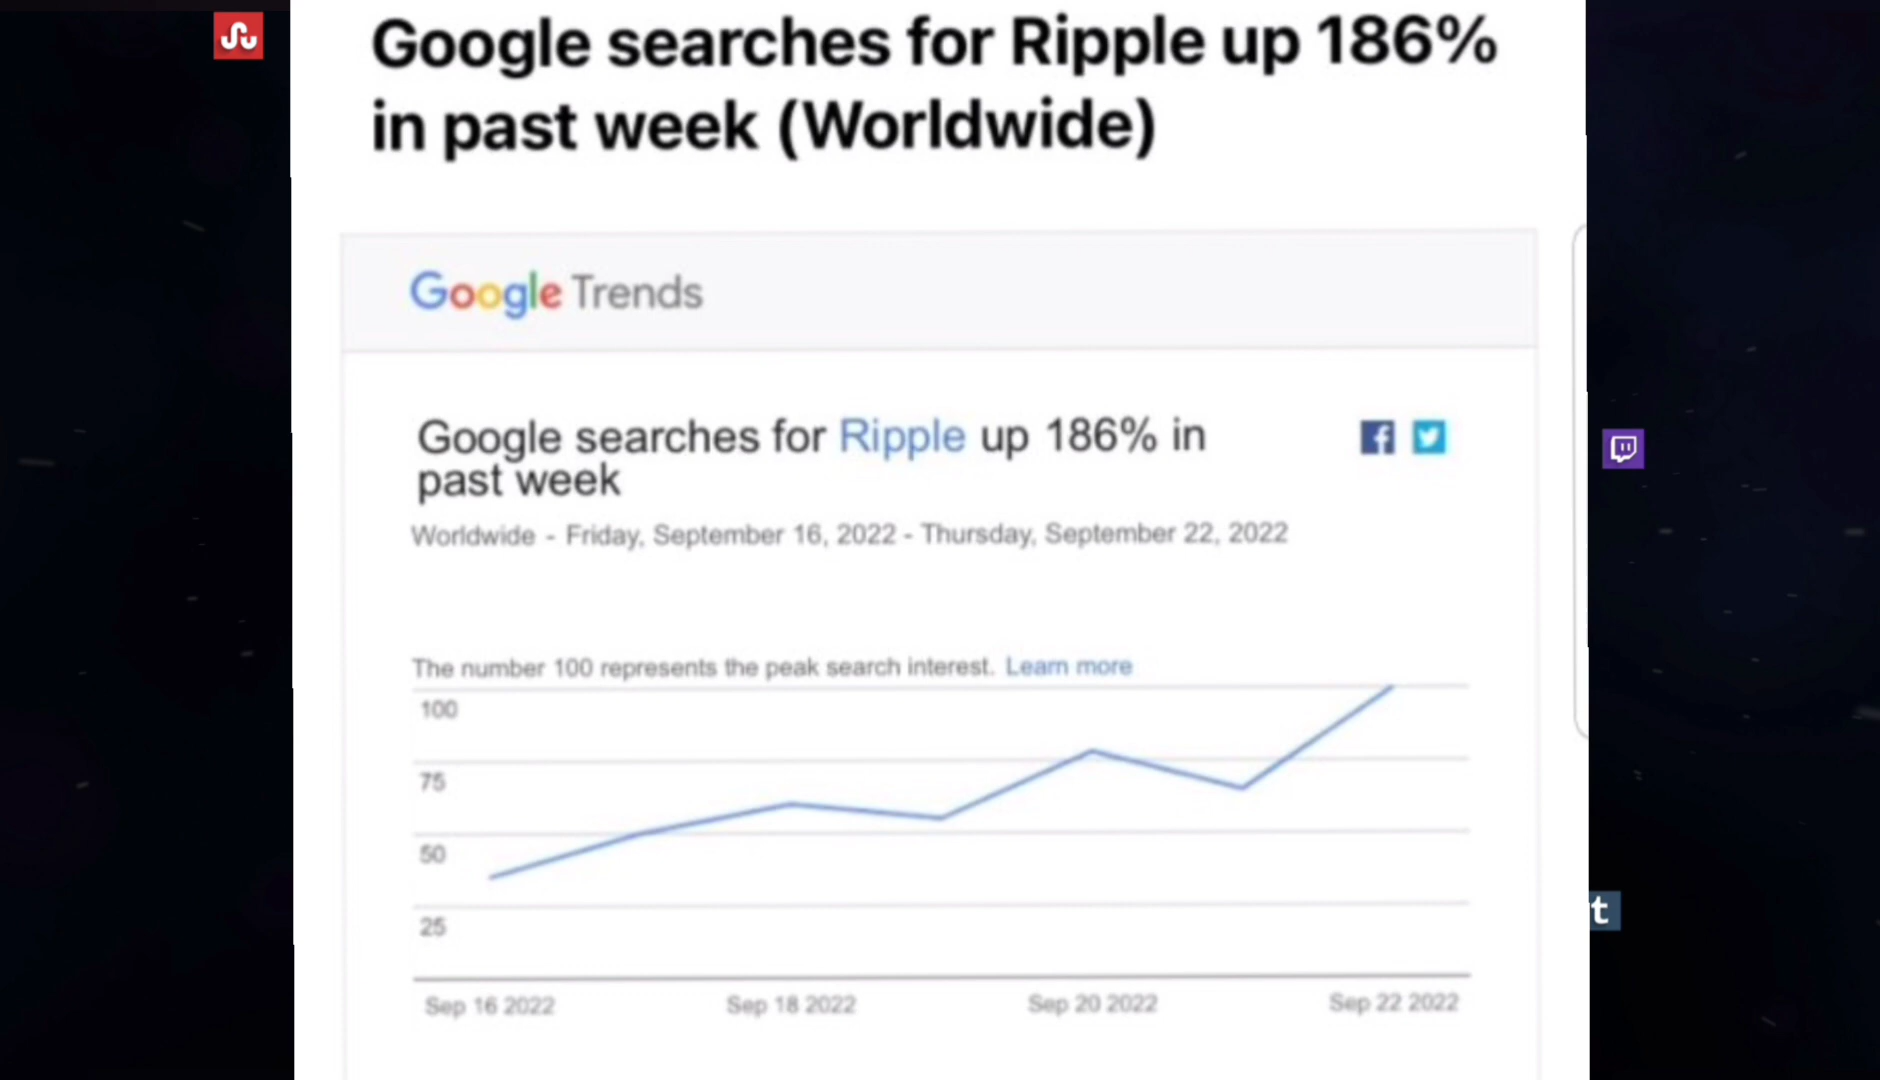 Google searches for Ripple up 186%
in past week (Worldwide)
Google Trends
Google searches for Ripple up 186% in
past week
Worldwide - Friday, September 16, 2022 - Thursday, September 22, 2022
The number 100 represents the peak search interest. Learn more
100
75
50
25
Sep 16 2022 Sep 18 2022 Sep 20 2022 Sep 22 2022
t